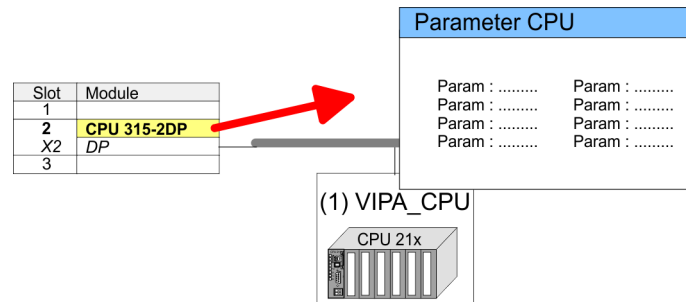 Parameter CPU
Param : ......... Param : .........
Param : ......... Param : .........
Param : ......... Param : .........
Param : ......... Param : .........
Slot Module
1
2 CPU 315-2DP
X2 DP
3
(1) VIPA_CPU
CPU 21x